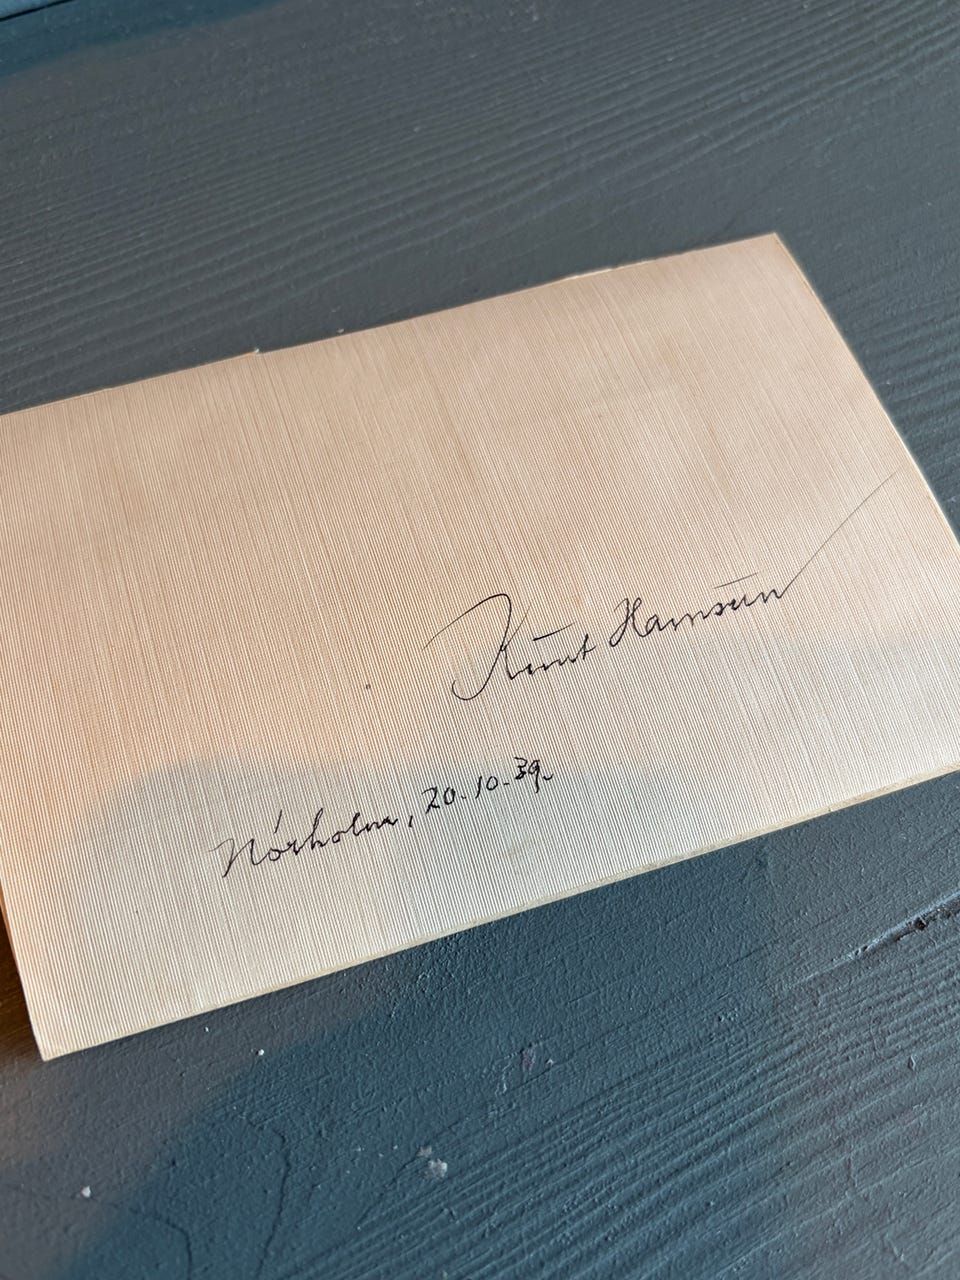 Knut Hamsun
Nörholm, 20.10.39.